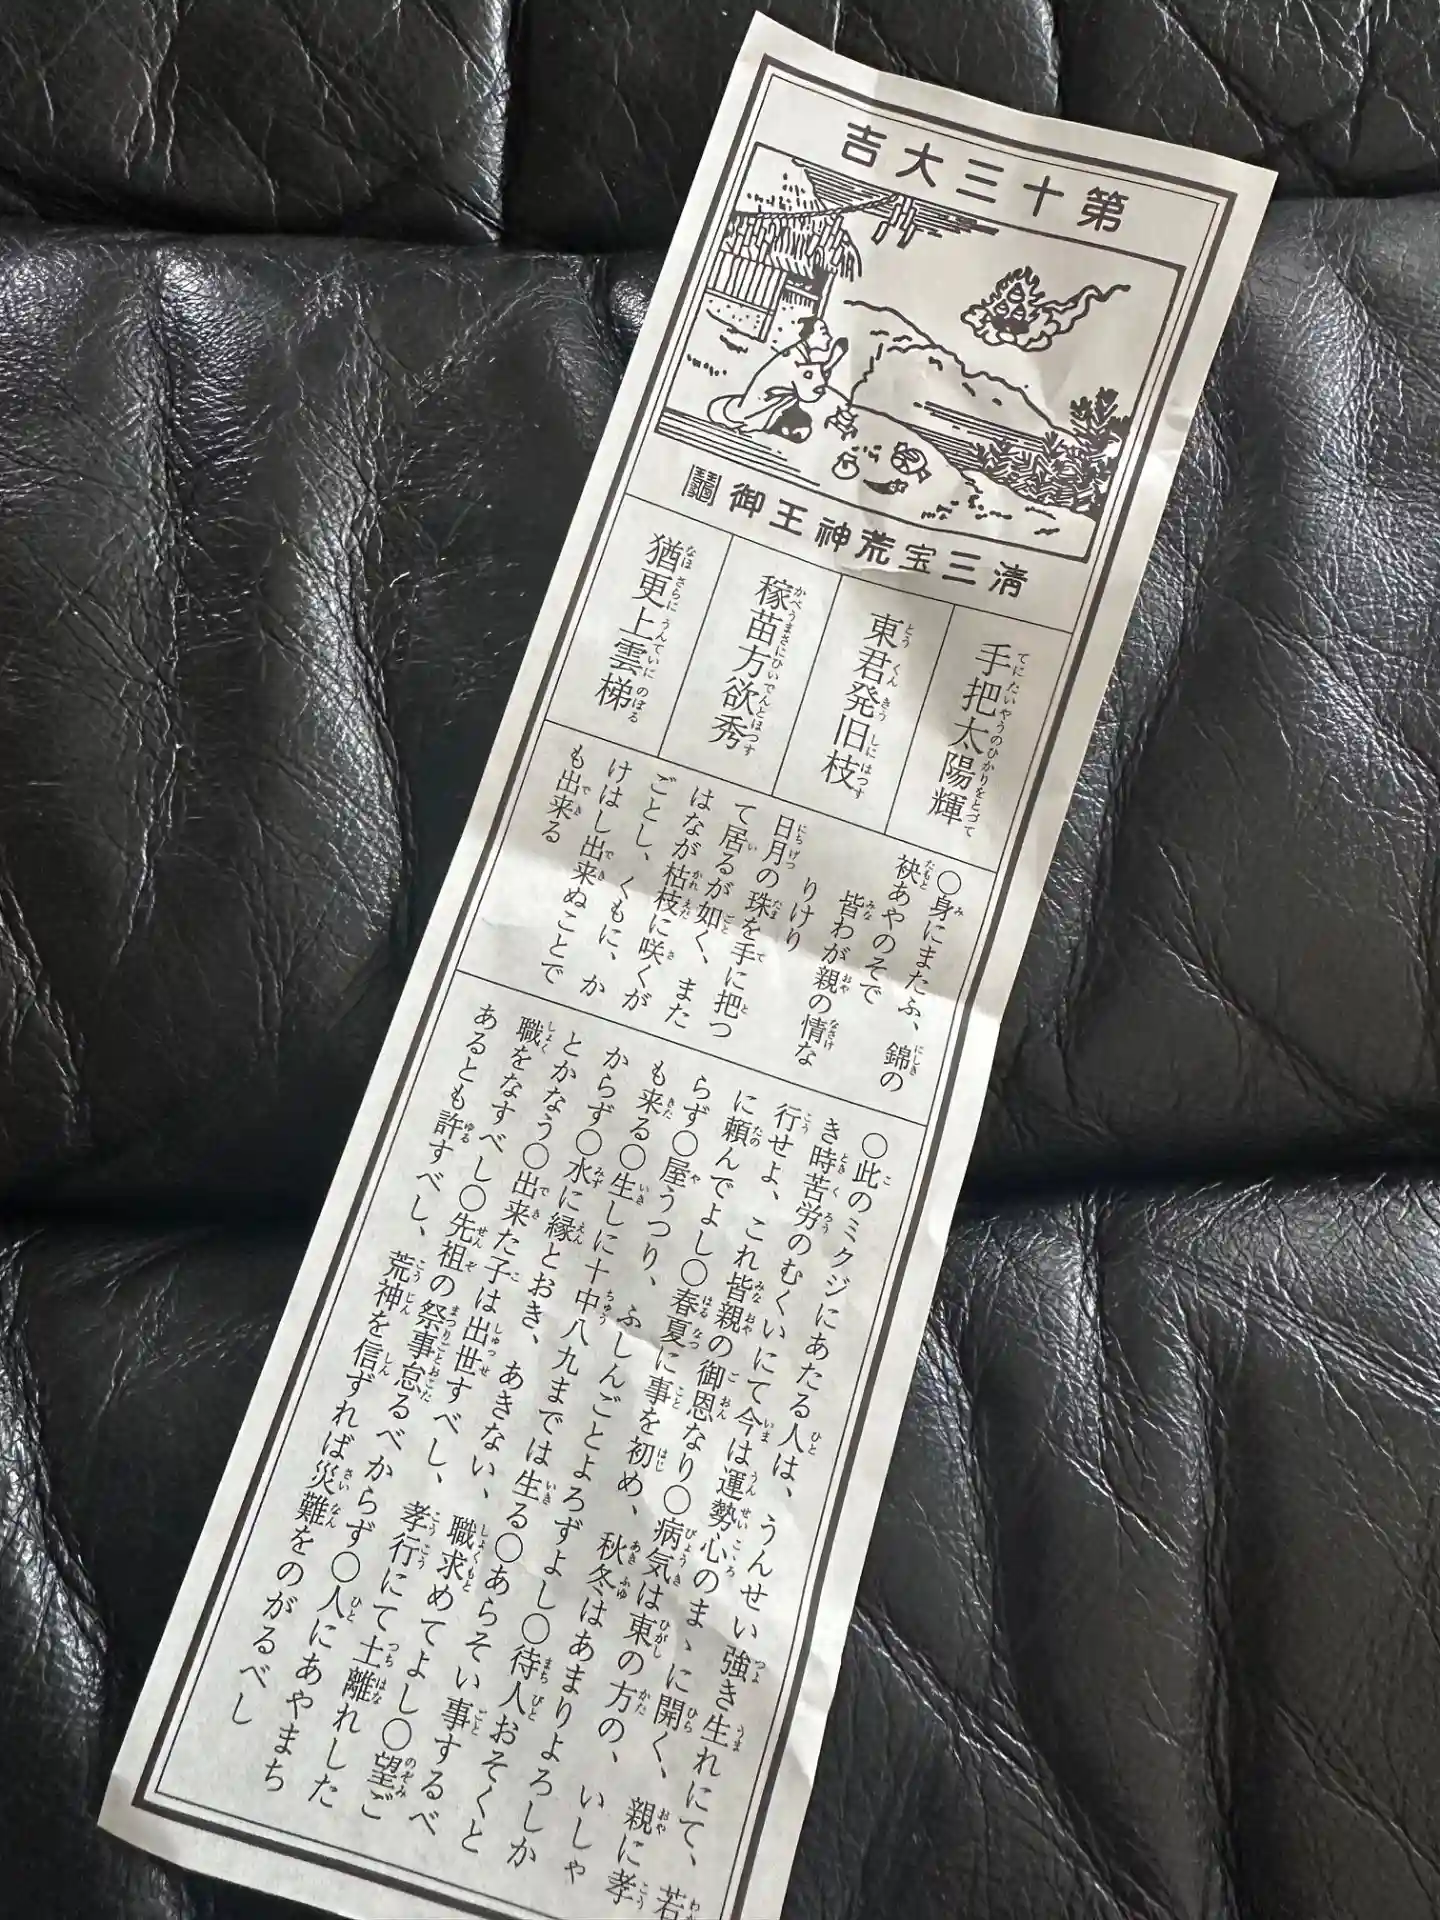 第十三大吉
清三宝荒神王御鬮
手把太陽輝
東君発旧枝
稼苗方欲秀
猶更上雲梯
○身にまたふ、錦の
袂あやのそで
皆わが親の情な
りけり
日月の珠を手に把つ
て居るが如く、また
はなが枯枝に咲くが
ごとし、くもに、か
けはし出来ぬことで
も出来る
○此のミクジにあたる人は、うんせい強き生れにて、若
き時苦労のむくいにて今は運勢心のまゝに開く、親に孝
行せよ、これ皆親の御恩なり○病気は東の方の、いしゃ
に頼んでよし○春夏に事を初め、秋冬はあまりよろしか
らず○屋うつり、ふしんごとよろずよし○待人おそくと
も来る○生しに十中八九までは生る○あらそい事するべ
からず○水に縁とおき、あきない、職求めてよし○望ご
とかなう○出来た子は出世すべし、孝行にて土離れした
職をなすべし○先祖の祭事怠るべからず○人にあやまち
あるとも許すべし、荒神を信ずれば災難をのがるべし